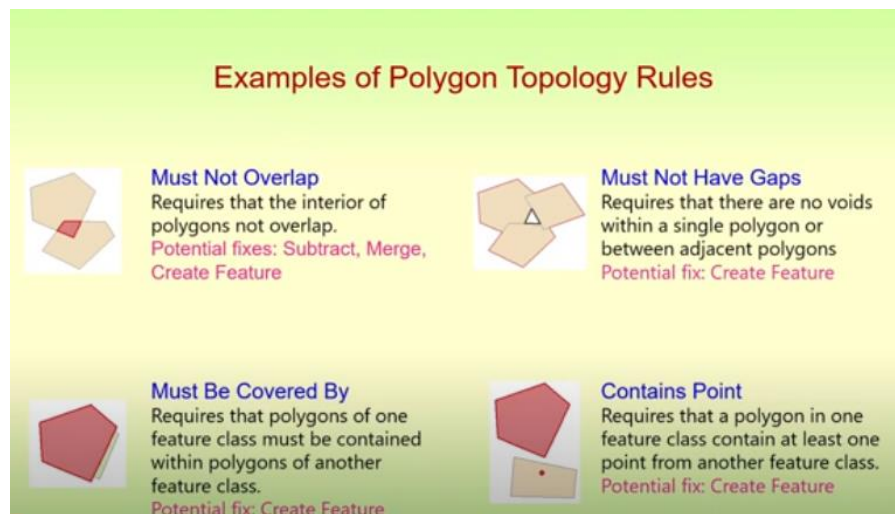 Examples of Polygon Topology Rules
Must Not Overlap
Requires that the interior of
polygons not overlap.
Potential fixes: Subtract, Merge,
Create Feature
Must Not Have Gaps
Requires that there are no voids
within a single polygon or
between adjacent polygons
Potential fix: Create Feature
Must Be Covered By
Requires that polygons of one
feature class must be contained
within polygons of another
feature class.
Potential fix: Create Feature
Contains Point
Requires that a polygon in one
feature class contain at least one
point from another feature class.
Potential fix: Create Feature